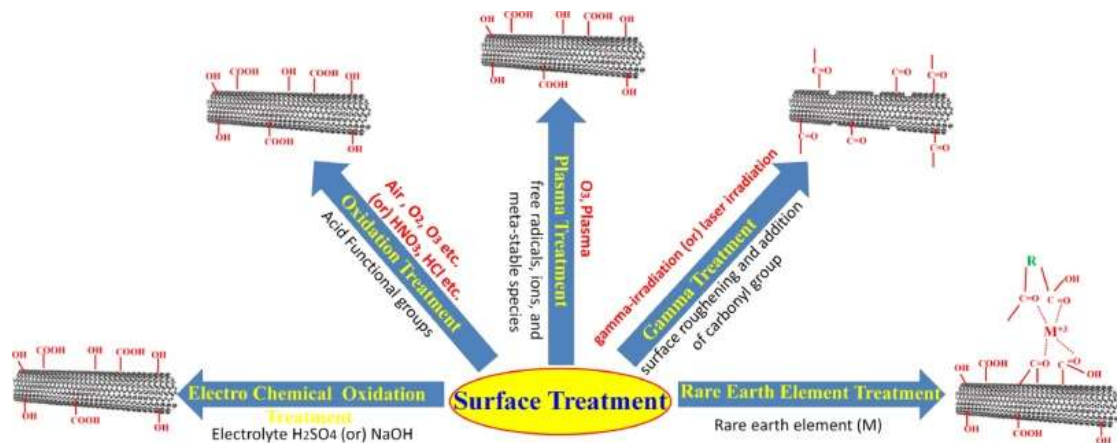 OH COOH OH COOH OH
OH COOH OH
OH COOH OH COOH OH
OH COOH OH
C=O C=O C=O
C=O C=O C=O
Air , O₂, O₃ etc.
(or) HNO₃, HCl etc.
Oxidation Treatment
Acid Functional groups
O₃, Plasma
Plasma Treatment
free radicals, ions, and
meta-stable species
gamma-irradiation (or) laser irradiation
Gamma Treatment
surface roughening and addition
of carbonyl group
R
OH
C=O C=O
M⁺³
C=O C=O
COOH
OH COOH OH
OH COOH OH COOH OH
OH COOH OH
Electro Chemical Oxidation
Treatment
Electrolyte H₂SO4 (or) NaOH
Surface Treatment
Rare Earth Element Treatment
Rare earth element (M)